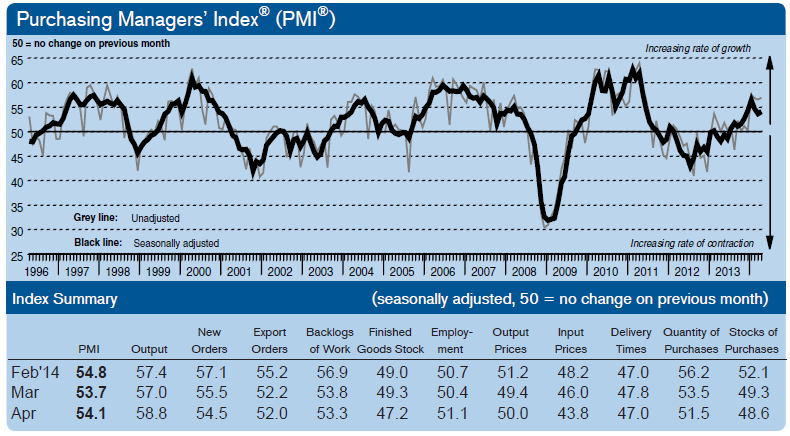 Purchasing Managers' Index® (PMI®)
50 = no change on previous month
Increasing rate of growth
65
60
55
50
45
40
35
30
25
Grey line: Unadjusted
Black line: Seasonally adjusted
Increasing rate of contraction
1996 1997 1998 1999 2000 2001 2002 2003 2004 2005 2006 2007 2008 2009 2010 2011 2012 2013
Index Summary (seasonally adjusted, 50 = no change on previous month)
New Export Backlogs Finished Employ- Output Input Delivery Quantity of Stocks of
PMI Output Orders Orders of Work Goods Stock ment Prices Prices Times Purchases Purchases
Feb'14 54.8 57.4 57.1 55.2 56.9 49.0 50.7 51.2 48.2 47.0 56.2 52.1
Mar 53.7 57.0 55.5 52.2 53.8 49.3 50.4 49.4 46.0 47.8 53.5 49.3
Apr 54.1 58.8 54.5 52.0 53.3 47.2 51.1 50.0 43.8 47.0 51.5 48.6